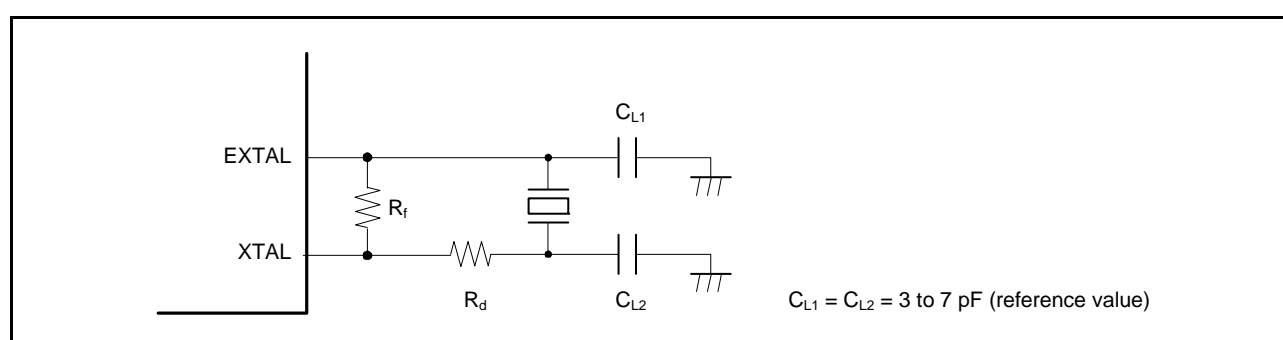 C_L1
EXTAL
R_f
XTAL
R_d
C_L2
C_L1 = C_L2 = 3 to 7 pF (reference value)